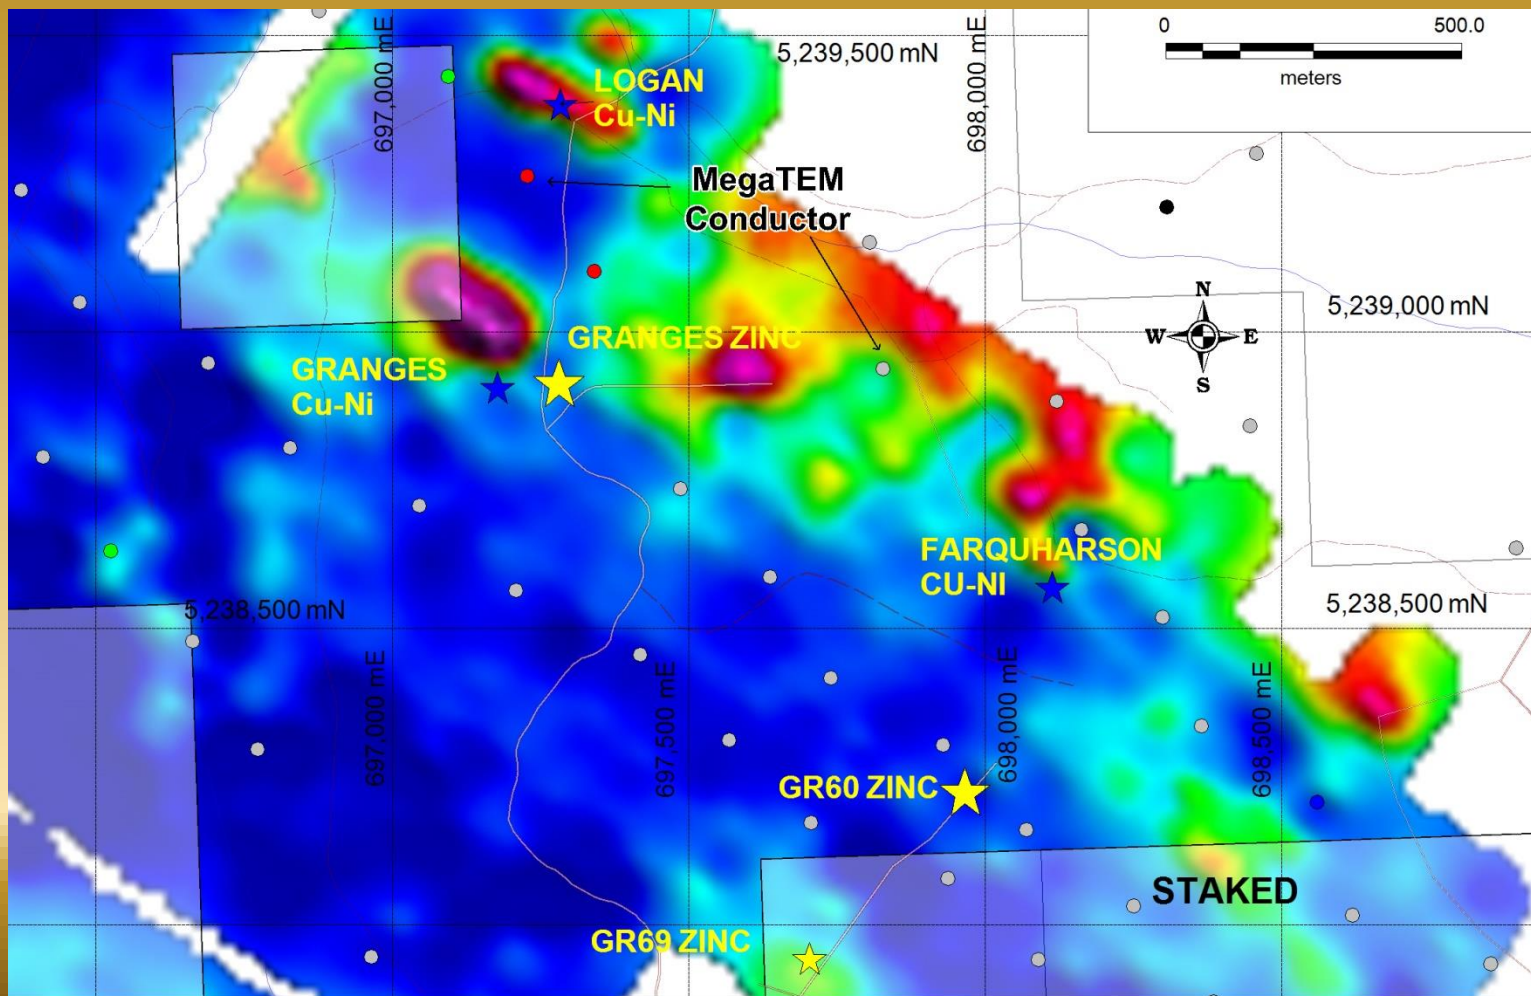 0 500.0
meters
5,239,500 mN
697,000 mE
698,000 mE
LOGAN
Cu-Ni
MegaTEM
Conductor
N
W E
S
5,239,000 mN
GRANGES ZINC
GRANGES
Cu-Ni
FARQUHARSON
CU-NI
5,238,500 mN
5,238,500 mN
697,000 mE
697,500 mE
698,000 mE
698,500 mE
GR60 ZINC
STAKED
GR69 ZINC